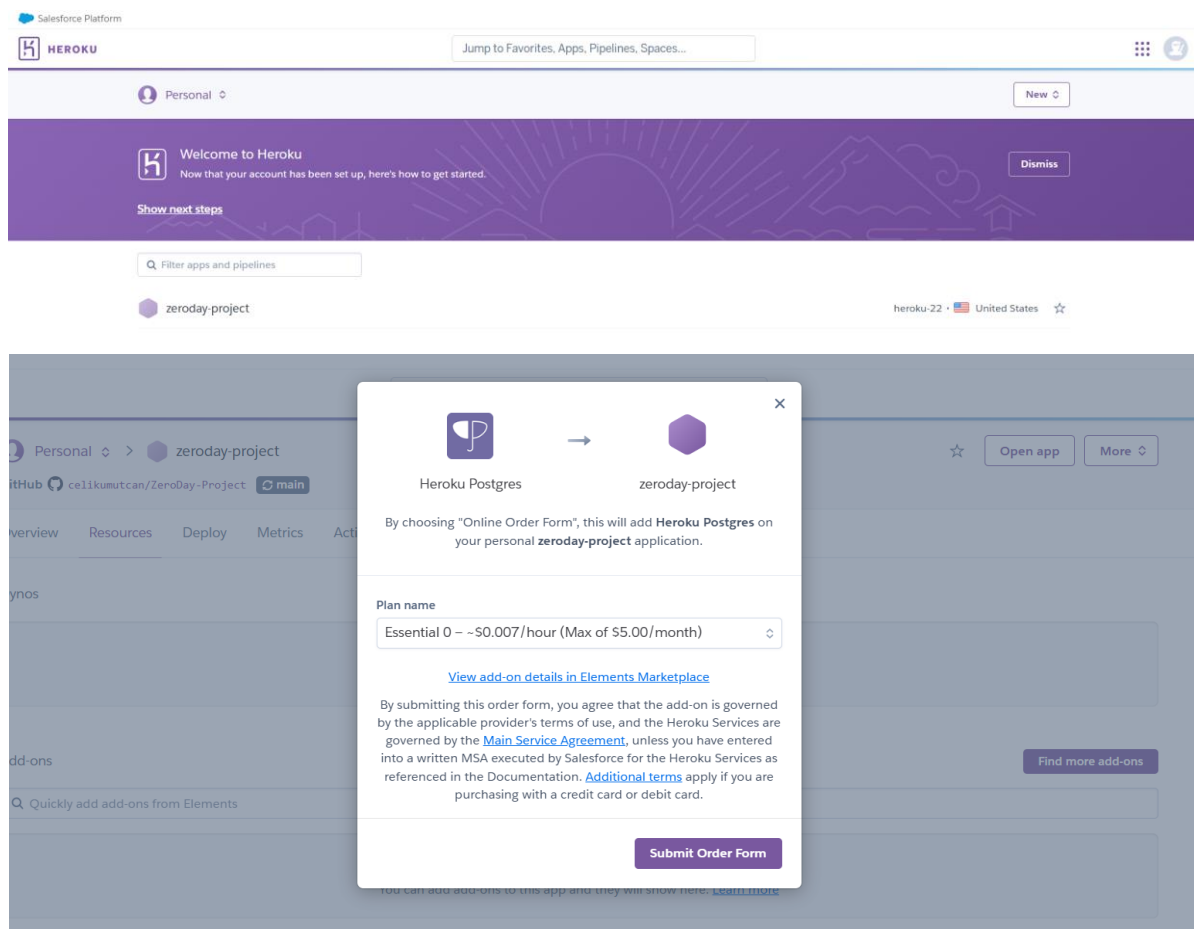 Salesforce Platform
HEROKU
Jump to Favorites, Apps, Pipelines, Spaces...
Personal
New
Welcome to Heroku
Now that your account has been set up, here's how to get started.
Dismiss
Show next steps
Filter apps and pipelines
zeroday-project
heroku-22 · United States
Personal > zeroday-project
Open app
More
itHub celikumutcan/ZeroDay-Project main
verview Resources Deploy Metrics Acti
ynos
dd-ons
Find more add-ons
Quickly add add-ons from Elements
Heroku Postgres
zeroday-project
By choosing "Online Order Form", this will add Heroku Postgres on
your personal zeroday-project application.
Plan name
Essential 0 – ~$0.007/hour (Max of $5.00/month)
View add-on details in Elements Marketplace
By submitting this order form, you agree that the add-on is governed
by the applicable provider's terms of use, and the Heroku Services are
governed by the Main Service Agreement, unless you have entered
into a written MSA executed by Salesforce for the Heroku Services as
referenced in the Documentation. Additional terms apply if you are
purchasing with a credit card or debit card.
Submit Order Form
You can add add-ons to this app and they will show here. Learn more